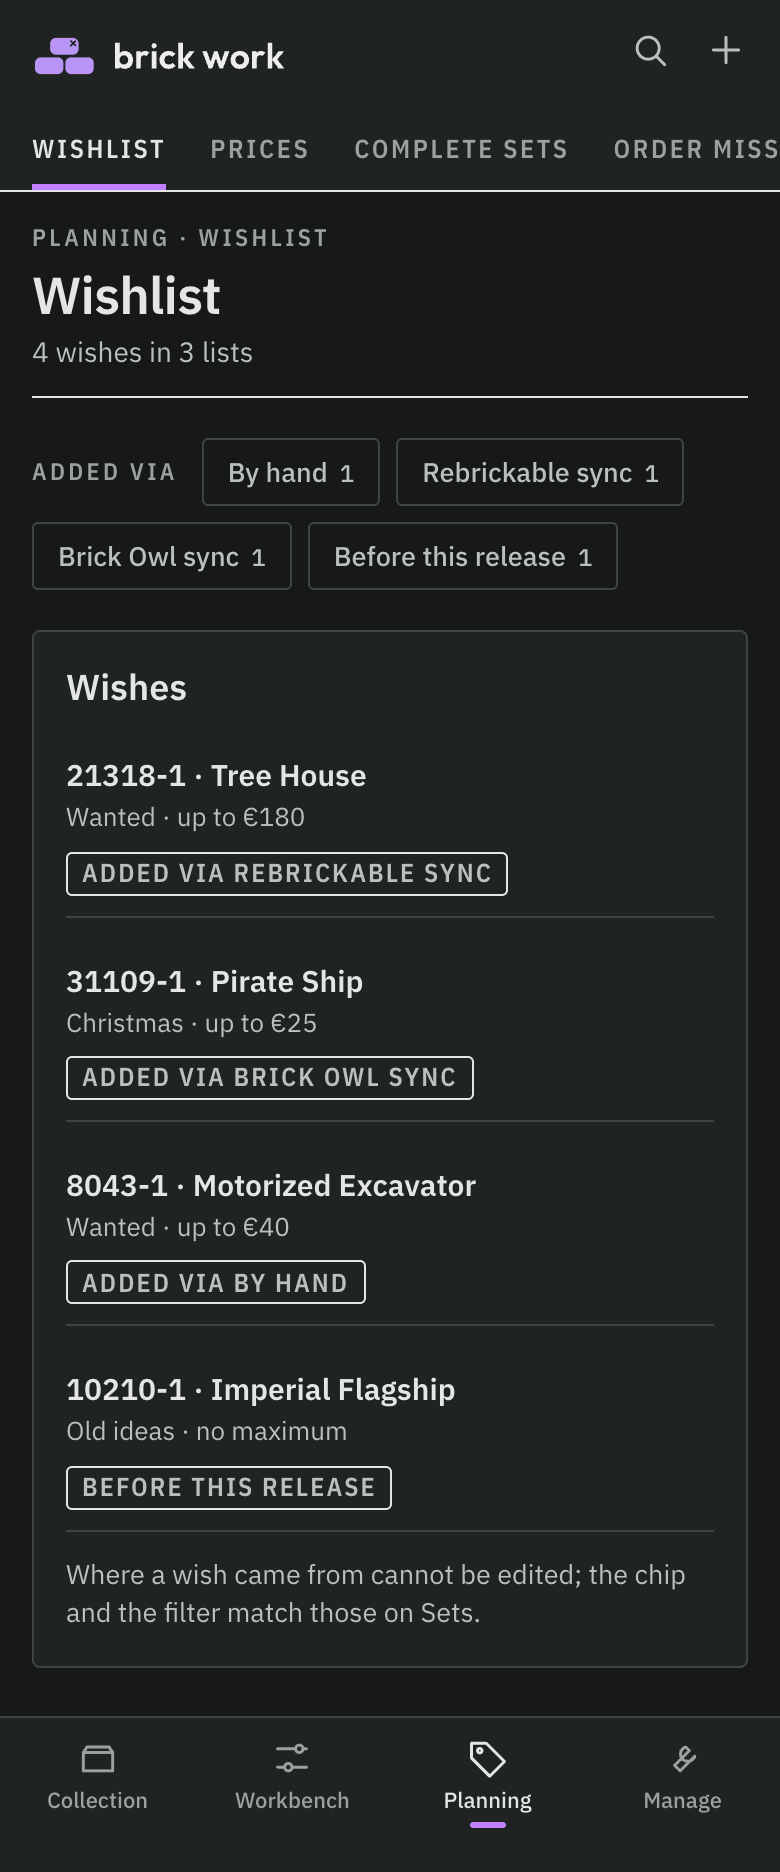 brick work
WISHLIST PRICES COMPLETE SETS ORDER MISS
PLANNING · WISHLIST
Wishlist
4 wishes in 3 lists
ADDED VIA By hand 1 Rebrickable sync 1
Brick Owl sync 1 Before this release 1
Wishes
21318-1 · Tree House
Wanted · up to €180
ADDED VIA REBRICKABLE SYNC
31109-1 · Pirate Ship
Christmas · up to €25
ADDED VIA BRICK OWL SYNC
8043-1 · Motorized Excavator
Wanted · up to €40
ADDED VIA BY HAND
10210-1 · Imperial Flagship
Old ideas · no maximum
BEFORE THIS RELEASE
Where a wish came from cannot be edited; the chip
and the filter match those on Sets.
Collection Workbench Planning Manage